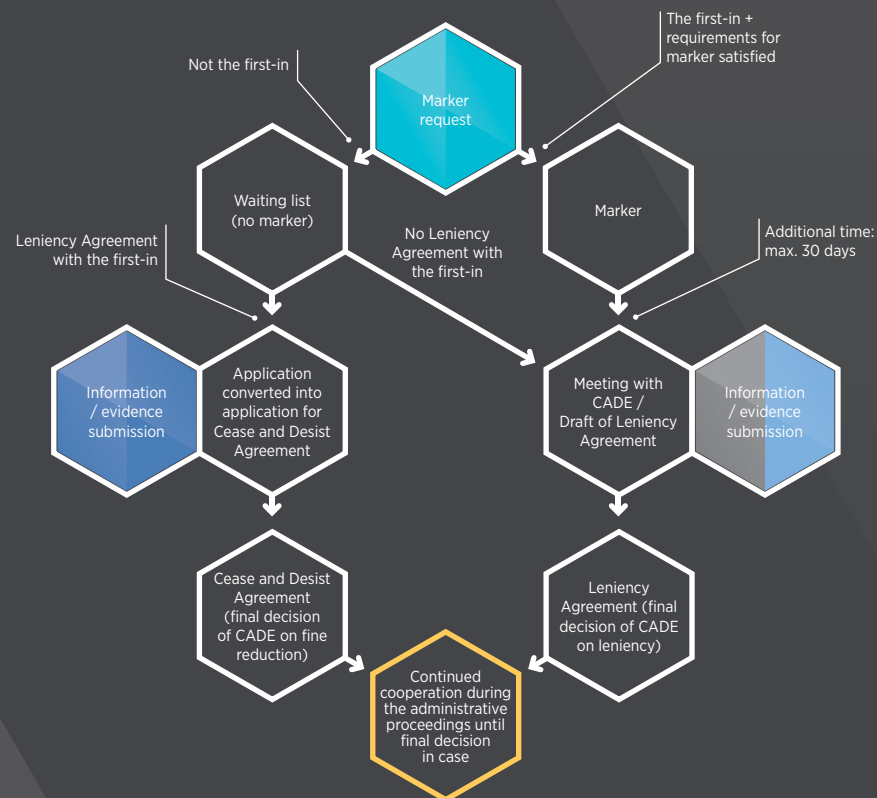 The first-in +
requirements for
marker satisfied
Not the first-in
Marker
request
Waiting list
(no marker)
Marker
Leniency Agreement
with the first-in
No Leniency
Agreement with
the first-in
Additional time:
max. 30 days
Information
/ evidence
submission
Application
converted into
application for
Cease and Desist
Agreement
Meeting with
CADE /
Draft of Leniency
Agreement
Information
/ evidence
submission
Cease and Desist
Agreement
(final decision
of CADE on fine
reduction)
Leniency
Agreement (final
decision of CADE
on leniency)
Continued
cooperation during
the administrative
proceedings until
final decision
in case